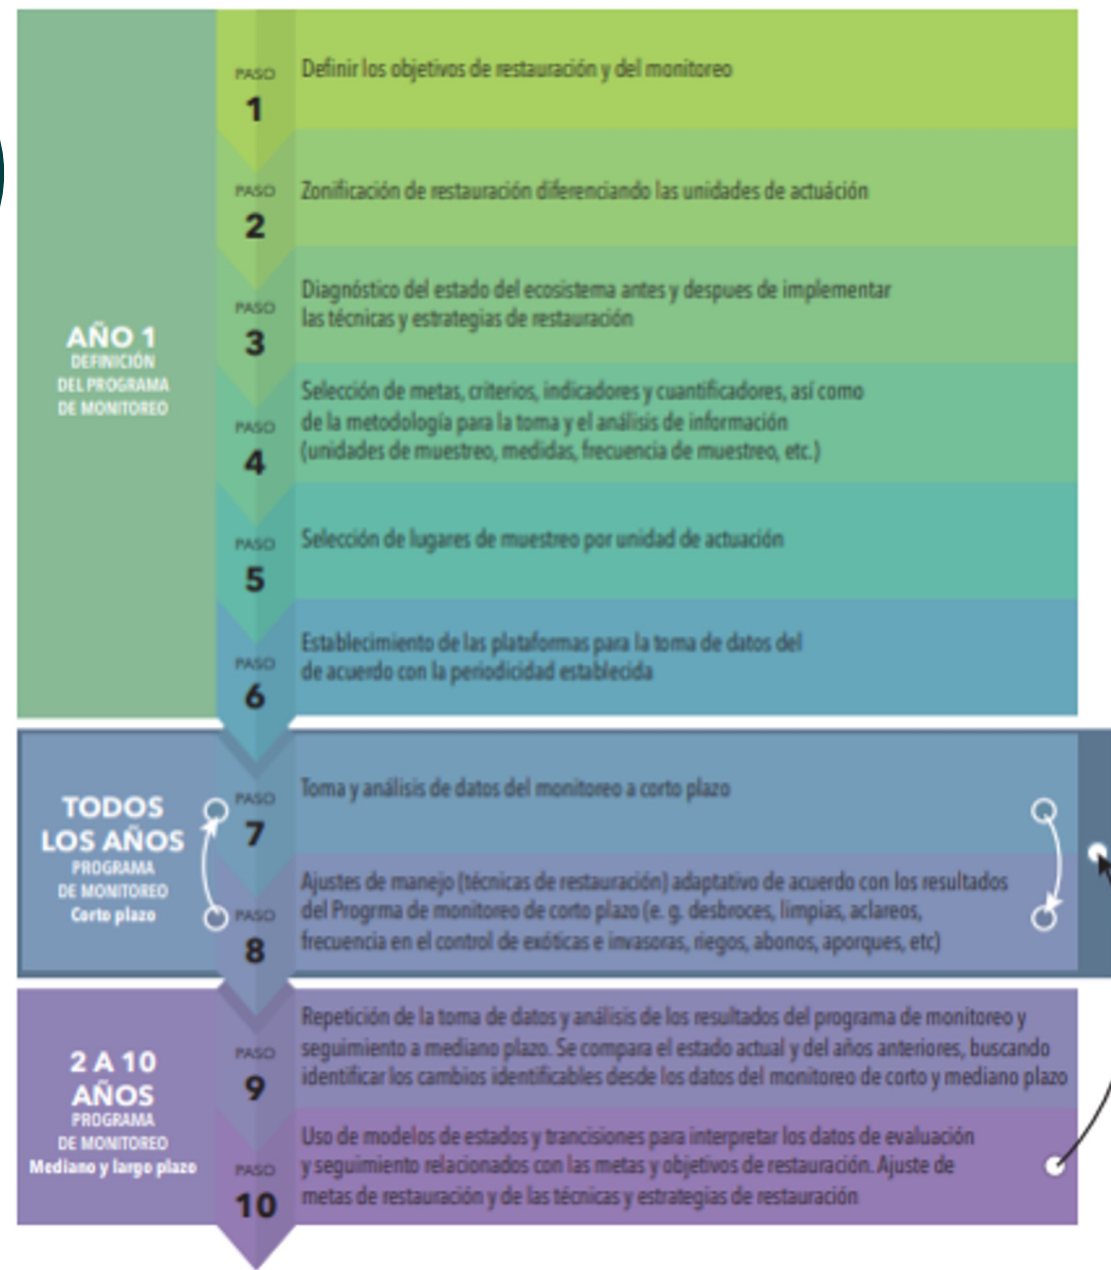 PASO
1
Definir los objetivos de restauración y del monitoreo
PASO
2
Zonificación de restauración diferenciando las unidades de actuáción
AÑO 1
DEFINICIÓN
DEL PROGRAMA
DE MONITOREO
PASO
3
Diagnóstico del estado del ecosistema antes y despues de implementar
las técnicas y estrategias de restauración
PASO
4
Selección de metas, criterios, indicadores y cuantificadores, así como
de la metodología para la toma y el análisis de información
(unidades de muestreo, medidas, frecuencia de muestreo, etc.)
PASO
5
Selección de lugares de muestreo por unidad de actuación
PASO
6
Establecimiento de las plataformas para la toma de datos del
de acuerdo con la periodicidad establecida
TODOS
LOS AÑOS
PROGRAMA
DE MONITOREO
Corto plazo
PASO
7
Toma y análisis de datos del monitoreo a corto plazo
PASO
8
Ajustes de manejo (técnicas de restauración) adaptativo de acuerdo con los resultados
del Progrma de monitoreo de corto plazo (e. g. desbroces, limpias, aclareos,
frecuencia en el control de exóticas e invasoras, riegos, abonos, aporques, etc)
2 A 10
AÑOS
PROGRAMA
DE MONITOREO
Mediano y largo plazo
PASO
9
Repetición de la toma de datos y análisis de los resultados del programa de monitoreo y
seguimiento a mediano plazo. Se compara el estado actual y del años anteriores, buscando
identificar los cambios identificables desde los datos del monitoreo de corto y mediano plazo
PASO
10
Uso de modelos de estados y trancisiones para interpretar los datos de evaluación
y seguimiento relacionados con las metas y objetivos de restauración. Ajuste de
metas de restauración y de las técnicas y estrategias de restauración